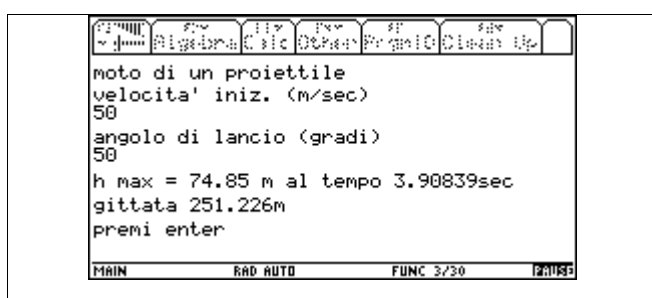 Algebra Calc Other PrgmIO Clean Up
moto di un proiettile
velocita' iniz. (m/sec)
50
angolo di lancio (gradi)
50
h max = 74.85 m al tempo 3.90839sec
gittata 251.226m
premi enter
MAIN RAD AUTO FUNC 3/30 PAUSE